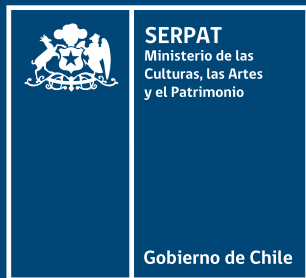 SERPAT
Ministerio de las
Culturas, las Artes
y el Patrimonio
Gobierno de Chile